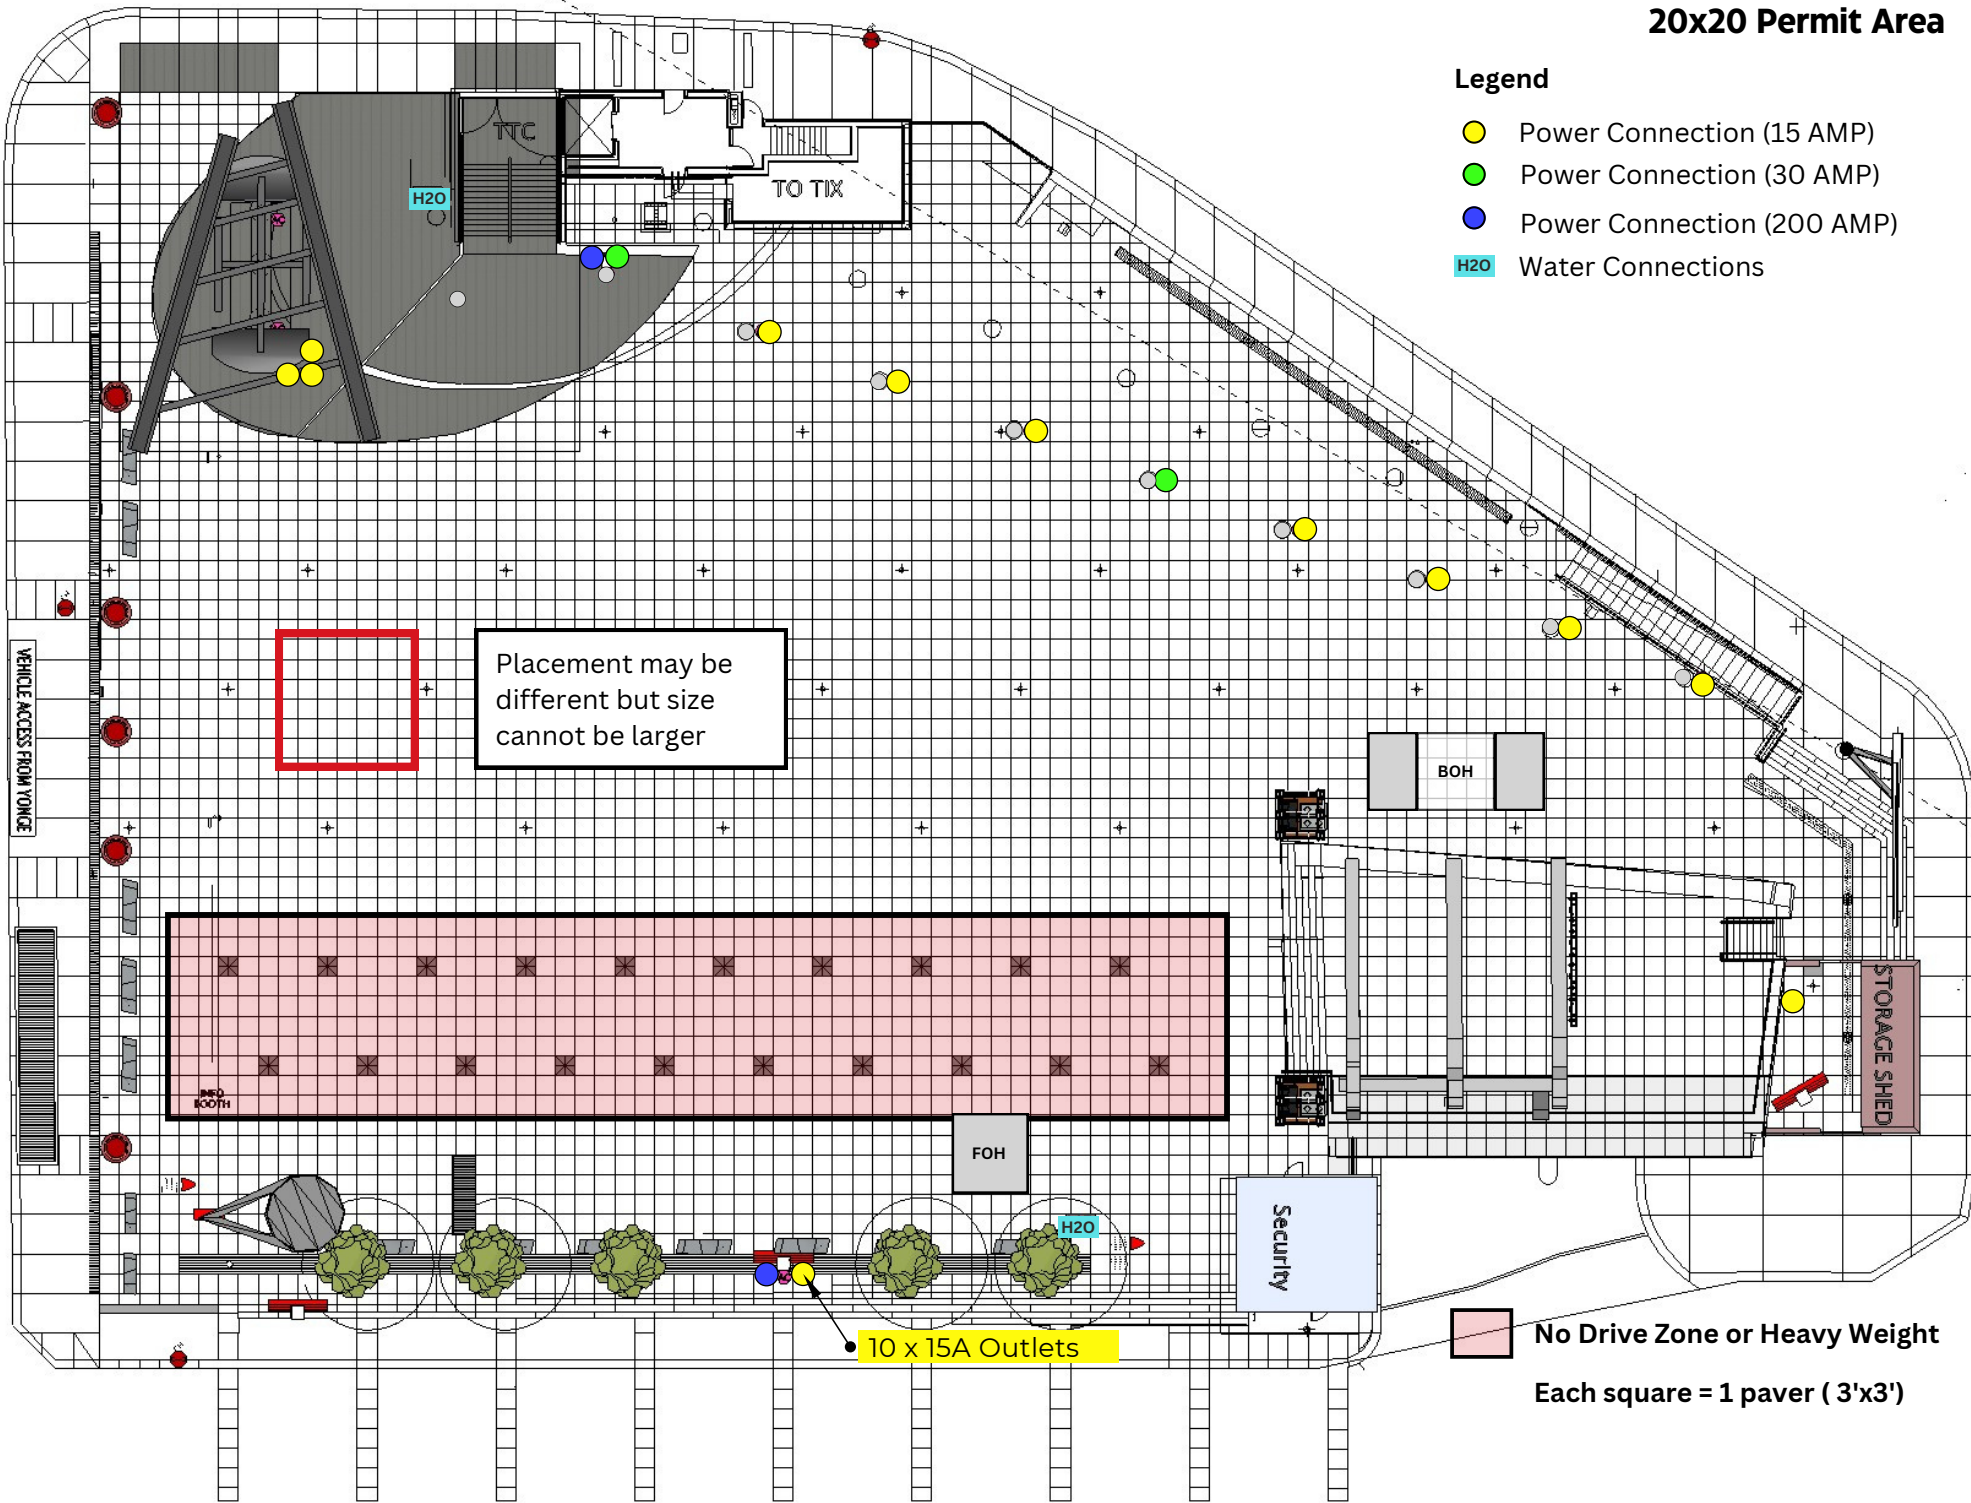 20x20 Permit Area
Legend
Power Connection (15 AMP)
Power Connection (30 AMP)
Power Connection (200 AMP)
H2O Water Connections
TTC
TO TIX
H2O
VEHICLE ACCESS FROM YONGE
Placement may be
different but size
cannot be larger
BOH
STORAGE SHED
INFO
BOOTH
FOH
H2O
Security
10 x 15A Outlets
No Drive Zone or Heavy Weight
Each square = 1 paver ( 3'x3')